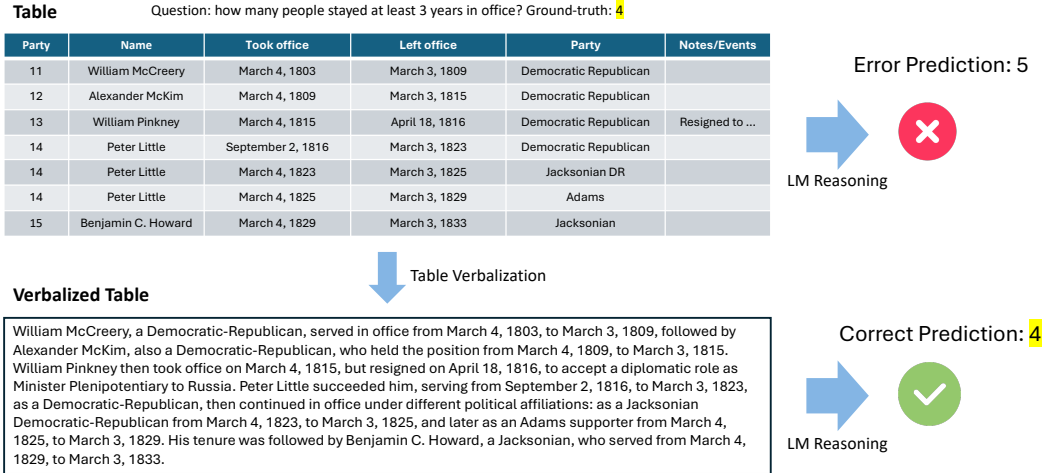 Table
Question: how many people stayed at least 3 years in office? Ground-truth: 4
Party Name Took office Left office Party Notes/Events
11 William McCreery March 4, 1803 March 3, 1809 Democratic Republican
12 Alexander McKim March 4, 1809 March 3, 1815 Democratic Republican
13 William Pinkney March 4, 1815 April 18, 1816 Democratic Republican Resigned to ...
14 Peter Little September 2, 1816 March 3, 1823 Democratic Republican
14 Peter Little March 4, 1823 March 3, 1825 Jacksonian DR
14 Peter Little March 4, 1825 March 3, 1829 Adams
15 Benjamin C. Howard March 4, 1829 March 3, 1833 Jacksonian
Error Prediction: 5
LM Reasoning
Table Verbalization
Verbalized Table
William McCreery, a Democratic-Republican, served in office from March 4, 1803, to March 3, 1809, followed by
Alexander McKim, also a Democratic-Republican, who held the position from March 4, 1809, to March 3, 1815.
William Pinkney then took office on March 4, 1815, but resigned on April 18, 1816, to accept a diplomatic role as
Minister Plenipotentiary to Russia. Peter Little succeeded him, serving from September 2, 1816, to March 3, 1823,
as a Democratic-Republican, then continued in office under different political affiliations: as a Jacksonian
Democratic-Republican from March 4, 1823, to March 3, 1825, and later as an Adams supporter from March 4,
1825, to March 3, 1829. His tenure was followed by Benjamin C. Howard, a Jacksonian, who served from March 4,
1829, to March 3, 1833.
Correct Prediction: 4
LM Reasoning